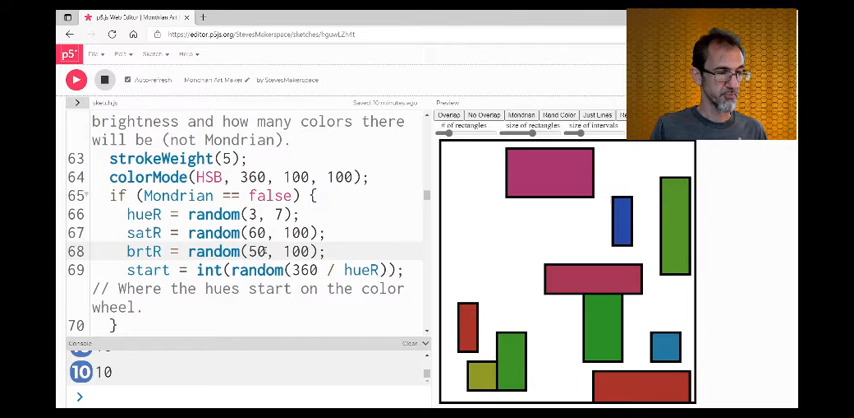 p5.js Web Editor | Mondrian Art
https://editor.p5js.org/StevesMakerspace/sketches/hguwLZh4t
p5*
File
Edit
Sketch
Help
Auto-refresh
Mondrian Art Maker
by StevesMakerspace
sketch.js
Saved: 10 minutes ago
Preview
brightness and how many colors there
will be (not Mondrian).
63 strokeWeight(5);
64 colorMode(HSB, 360, 100, 100);
65 if (Mondrian == false) {
66 hueR = random(3, 7);
67 satR = random(60, 100);
68 brtR = random(50, 100);
69 start = int(random(360 / hueR));
// Where the hues start on the color
wheel.
70 }
Console
Clear
10 10
Overlap
No Overlap
Mondrian
Rand Color
Just Lines
# of rectangles
size of rectangles
size of intervals